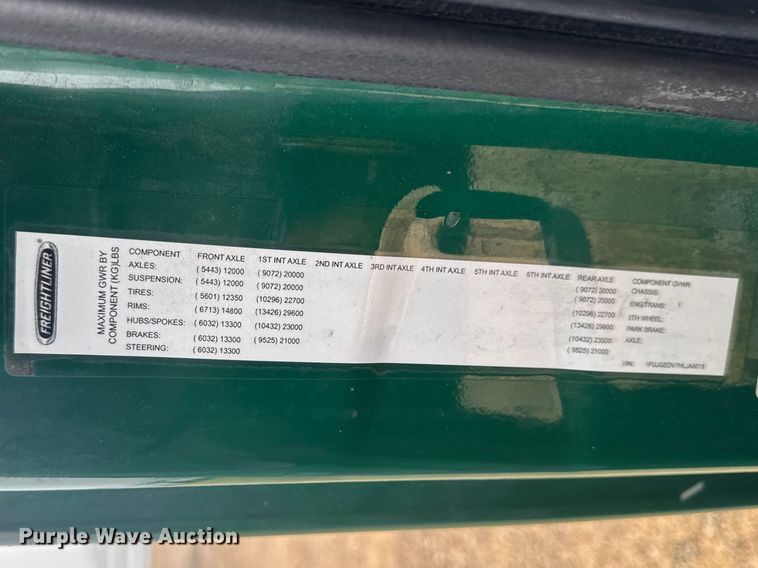 FREIGHTLINER
MAXIMUM GWR BY
COMPONENT (KG)LBS
COMPONENT FRONT AXLE 1ST INT AXLE 2ND INT AXLE 3RD INT AXLE 4TH INT AXLE 5TH INT AXLE 6TH INT AXLE REAR AXLE COMPONENT GVWR
AXLES: ( 5443) 12000 ( 9072) 20000 ( 9072) 20000 CHASSIS:
SUSPENSION: ( 5443) 12000 ( 9072) 20000 ( 9072) 20000 ENG/TRANS:
TIRES: ( 5601) 12350 (10296) 22700 (10296) 22700 5TH WHEEL:
RIMS: ( 6713) 14800 (13426) 29600 (13426) 29600 PARK BRAKE:
HUBS/SPOKES: ( 6032) 13300 (10432) 23000 (10432) 23000 AXLE:
BRAKES: ( 6032) 13300 ( 9525) 21000 ( 9525) 21000
STEERING: ( 6032) 13300 VIN:
Purple Wave Auction